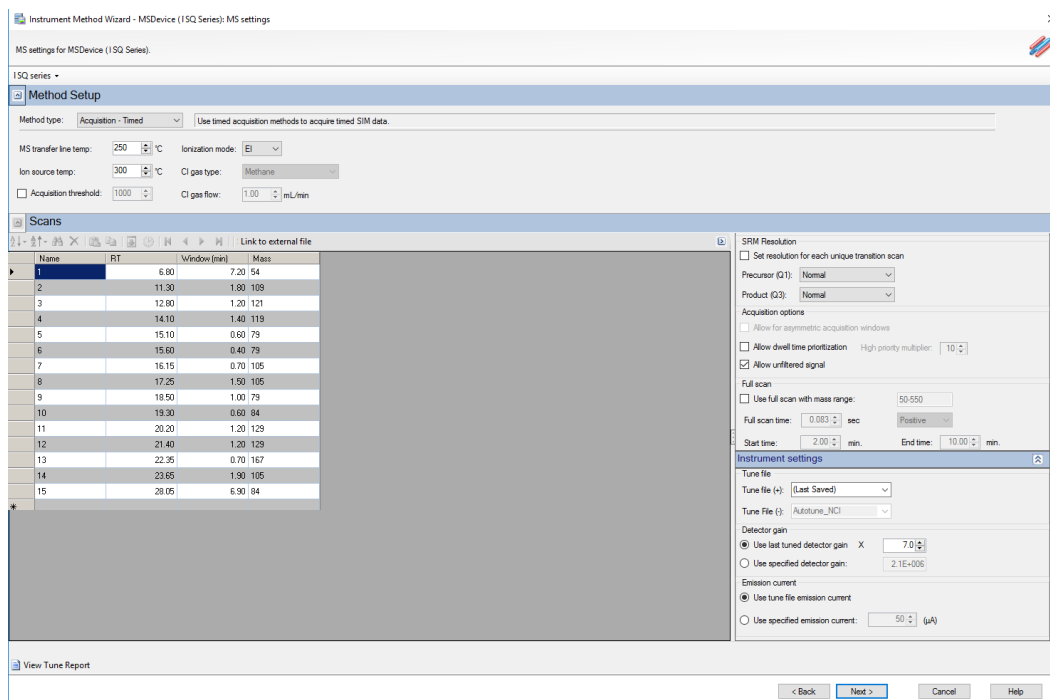 Instrument Method Wizard - MSDevice (ISQ Series): MS settings
MS settings for MSDevice (ISQ Series).
ISQ series
Method Setup
Method type: Acquisition - Timed Use timed acquisition methods to acquire timed SIM data.
MS transfer line temp: 250 °C Ionization mode: EI
Ion source temp: 300 °C CI gas type: Methane
Acquisition threshold: 1000 CI gas flow: 1.00 mL/min
Scans
Link to external file
Name RT Window (min) Mass
1 6.80 7.20 54
2 11.30 1.80 109
3 12.80 1.20 121
4 14.10 1.40 119
5 15.10 0.60 79
6 15.60 0.40 79
7 16.15 0.70 105
8 17.25 1.50 105
9 18.50 1.00 79
10 19.30 0.60 84
11 20.20 1.20 129
12 21.40 1.20 129
13 22.35 0.70 167
14 23.65 1.90 105
15 28.05 6.90 84
SRM Resolution
Set resolution for each unique transition scan
Precursor (Q1): Normal
Product (Q3): Normal
Acquisition options
Allow for asymmetric acquisition windows
Allow dwell time prioritization High priority multiplier: 10
Allow unfiltered signal
Full scan
Use full scan with mass range: 50-550
Full scan time: 0.083 sec Positive
Start time: 2.00 min. End time: 10.00 min.
Instrument settings
Tune file
Tune file (+): (Last Saved)
Tune File (-): Autotune_NCI
Detector gain
Use last tuned detector gain X 7.0
Use specified detector gain: 2.1E+006
Emission current
Use tune file emission current
Use specified emission current: 50 (µA)
View Tune Report
< Back Next > Cancel Help